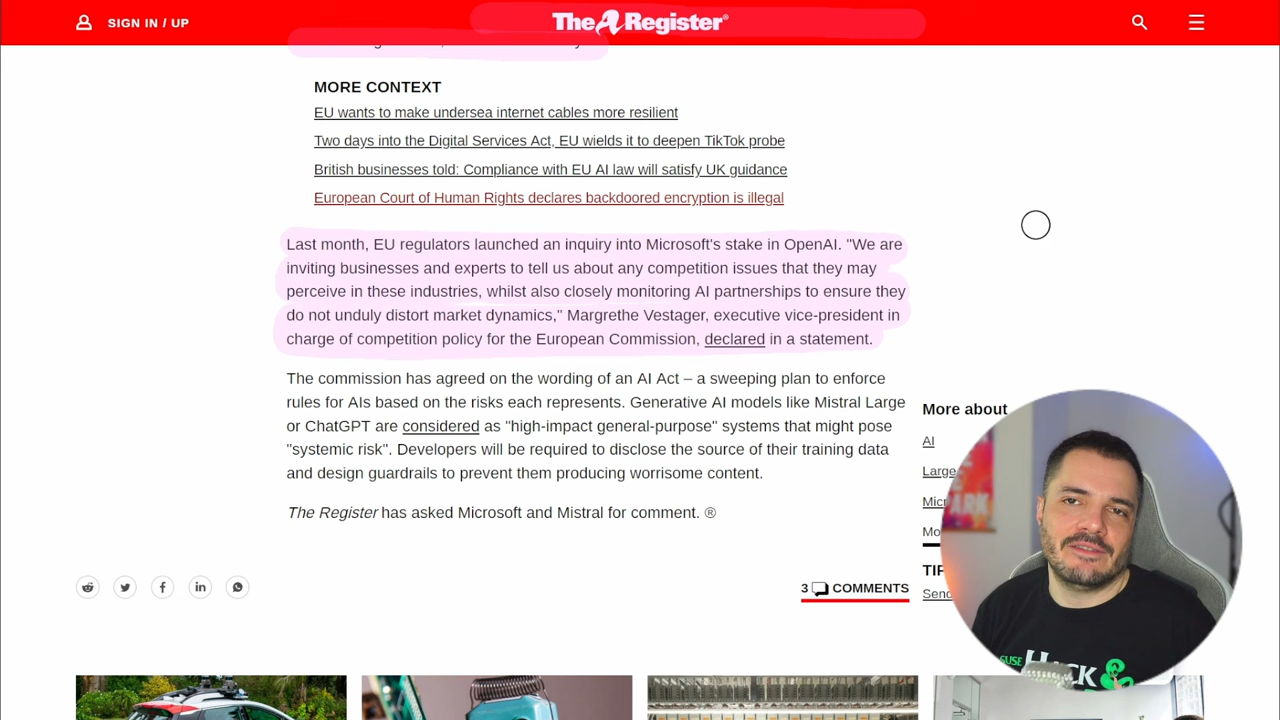 SIGN IN / UP
The Register®
MORE CONTEXT
EU wants to make undersea internet cables more resilient
Two days into the Digital Services Act, EU wields it to deepen TikTok probe
British businesses told: Compliance with EU AI law will satisfy UK guidance
European Court of Human Rights declares backdoored encryption is illegal
Last month, EU regulators launched an inquiry into Microsoft's stake in OpenAI. "We are
inviting businesses and experts to tell us about any competition issues that they may
perceive in these industries, whilst also closely monitoring AI partnerships to ensure they
do not unduly distort market dynamics," Margrethe Vestager, executive vice-president in
charge of competition policy for the European Commission, declared in a statement.
The commission has agreed on the wording of an AI Act – a sweeping plan to enforce
rules for AIs based on the risks each represents. Generative AI models like Mistral Large
or ChatGPT are considered as "high-impact general-purpose" systems that might pose
"systemic risk". Developers will be required to disclose the source of their training data
and design guardrails to prevent them producing worrisome content.
The Register has asked Microsoft and Mistral for comment. ®
3 COMMENTS
More about
AI
Large
SUSE HACK &